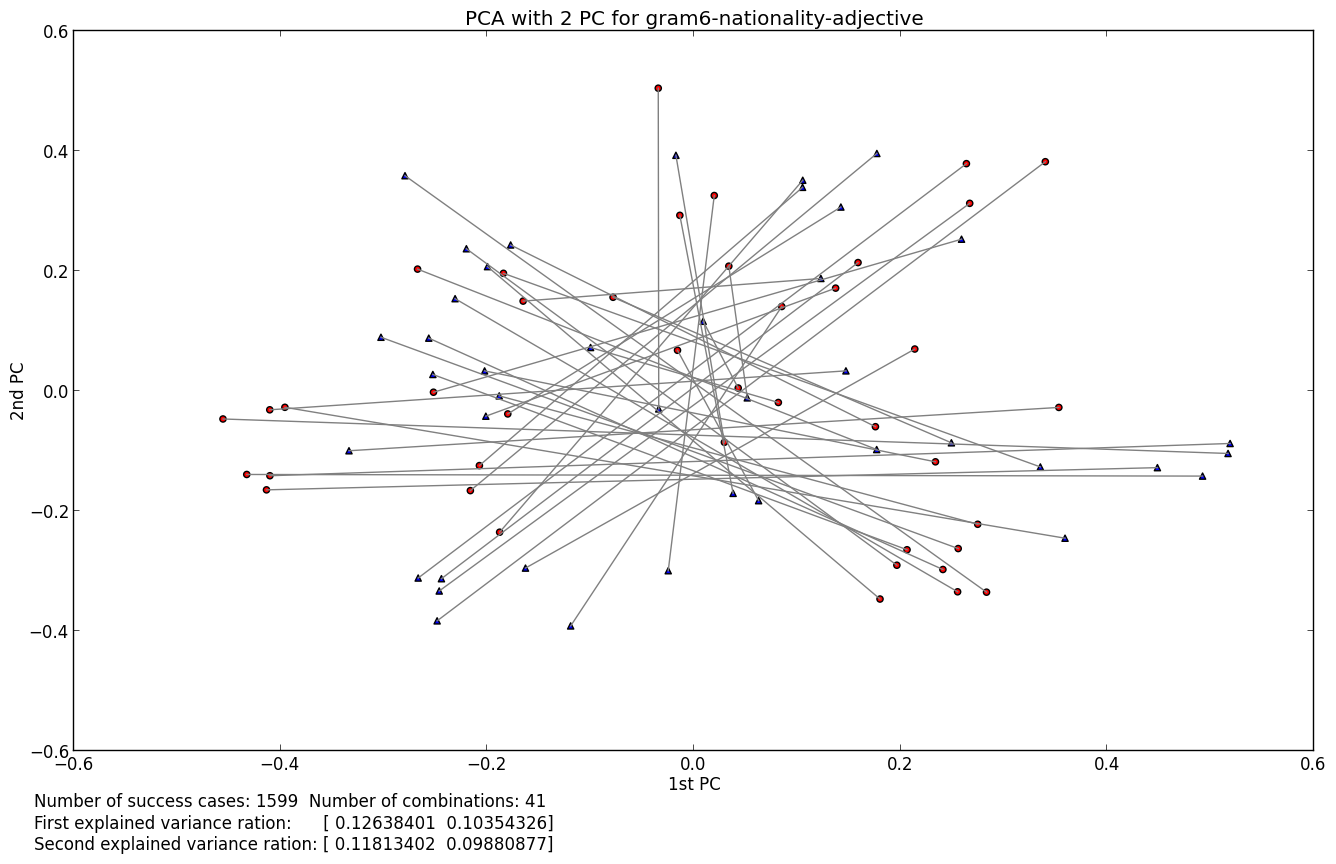 PCA with 2 PC for gram6-nationality-adjective
0.6
0.4
0.2
0.0
−0.2
−0.4
−0.6
2nd PC
−0.6
−0.4
−0.2
0.0
0.2
0.4
0.6
1st PC
Number of success cases: 1599  Number of combinations: 41
First explained variance ration:      [ 0.12638401  0.10354326]
Second explained variance ration: [ 0.11813402  0.09880877]